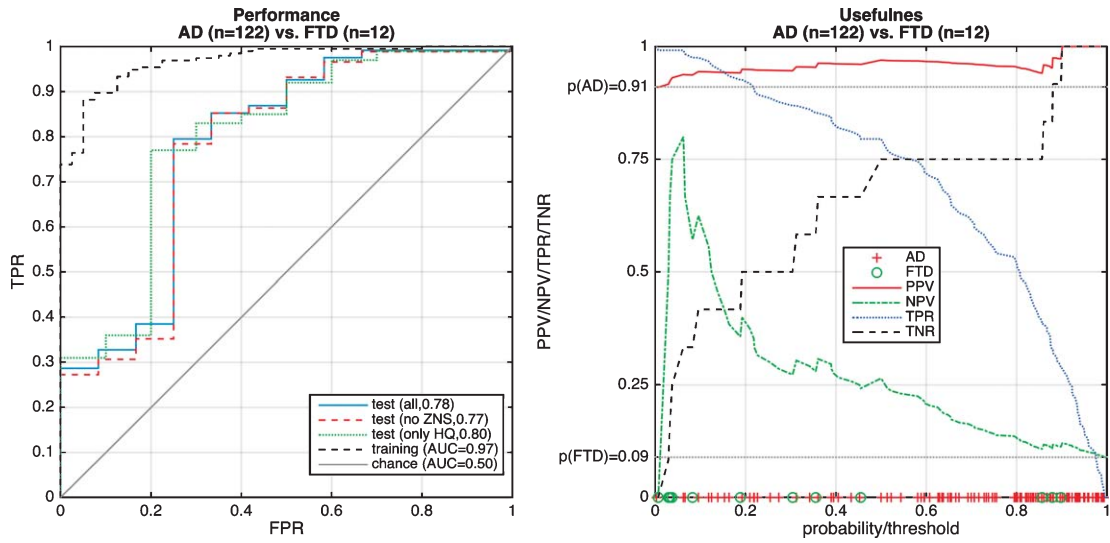 Performance
AD (n=122) vs. FTD (n=12)
1
0.9
0.8
0.7
0.6
0.5
0.4
0.3
0.2
0.1
0
TPR
0
0.2
0.4
0.6
0.8
1
FPR
test (all,0.78)
test (no ZNS,0.77)
test (only HQ,0.80)
training (AUC=0.97)
chance (AUC=0.50)
Usefulnes
AD (n=122) vs. FTD (n=12)
1
p(AD)=0.91
0.75
0.5
0.25
p(FTD)=0.09
0
PPV/NPV/TPR/TNR
AD
FTD
PPV
NPV
TPR
TNR
0
0.2
0.4
0.6
0.8
1
probability/threshold